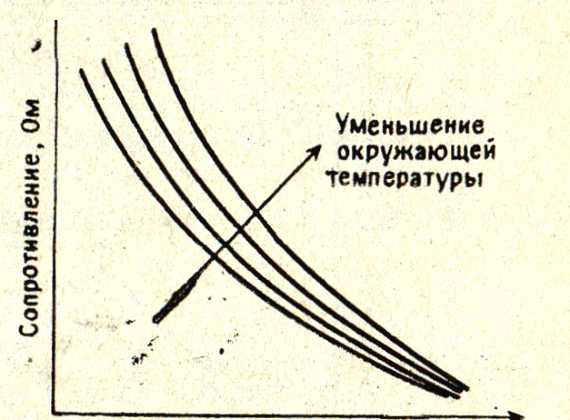 Сопротивление, Ом
Уменьшение
окружающей
температуры